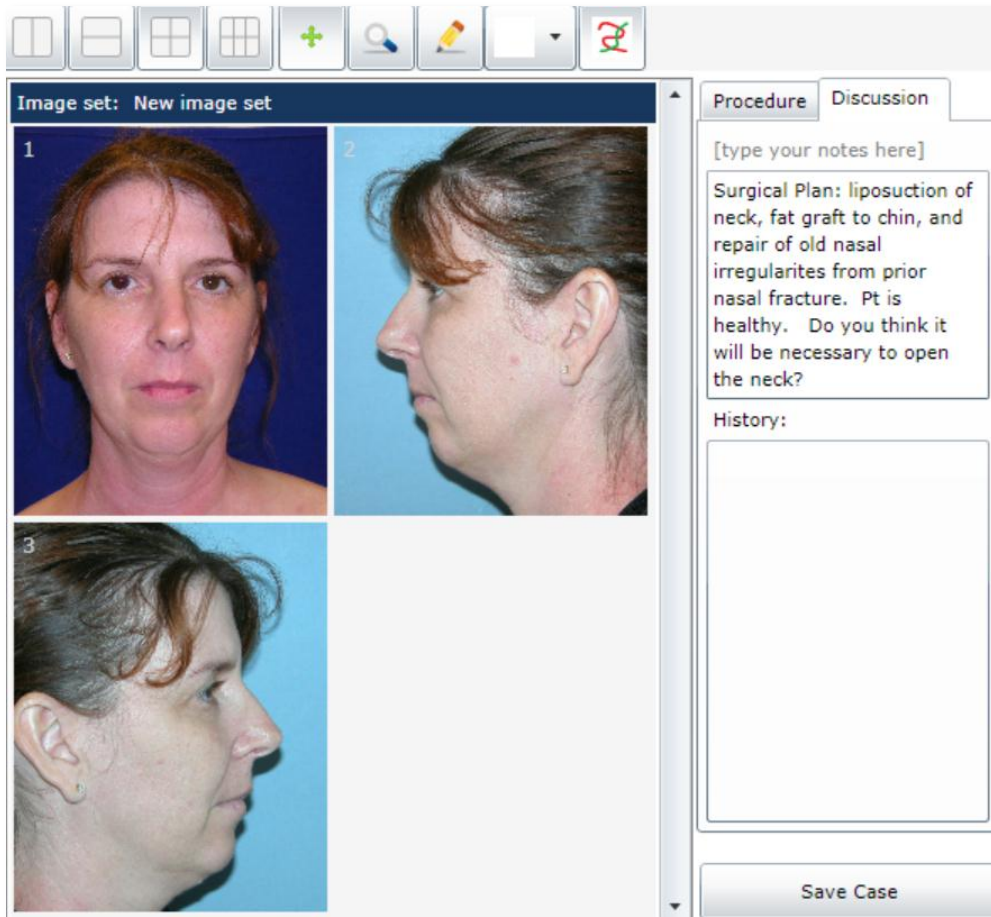 Image set: New image set
1
2
3
Procedure
Discussion
[type your notes here]
Surgical Plan: liposuction of
neck, fat graft to chin, and
repair of old nasal
irregularites from prior
nasal fracture. Pt is
healthy. Do you think it
will be necessary to open
the neck?
History:
Save Case